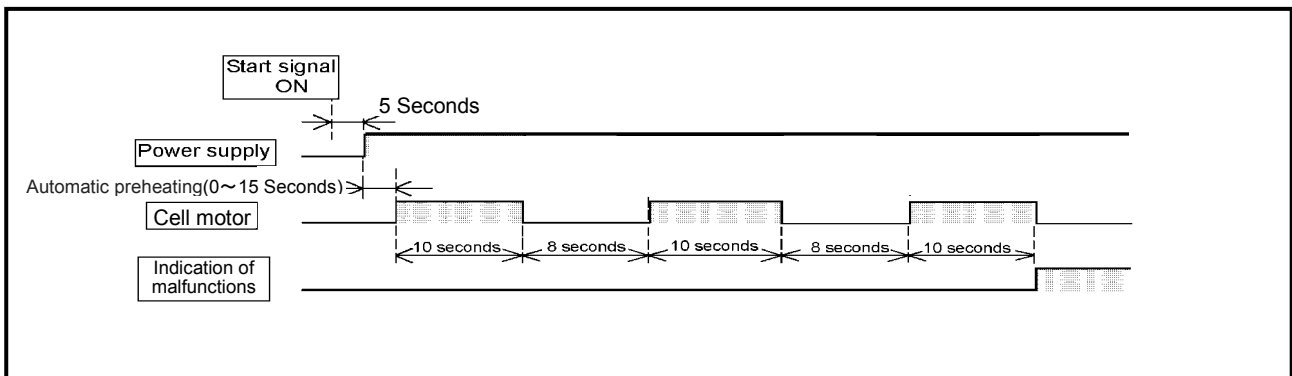 Start signal
ON
5 Seconds
Power supply
Automatic preheating(0～15 Seconds)
Cell motor
10 seconds
8 seconds
10 seconds
8 seconds
10 seconds
Indication of
malfunctions